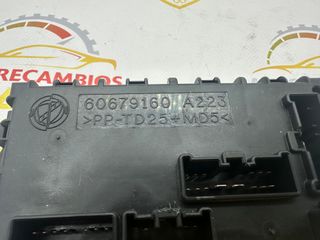 RECAMBIOS
60679160 A223
>PP-TD25+MD5<